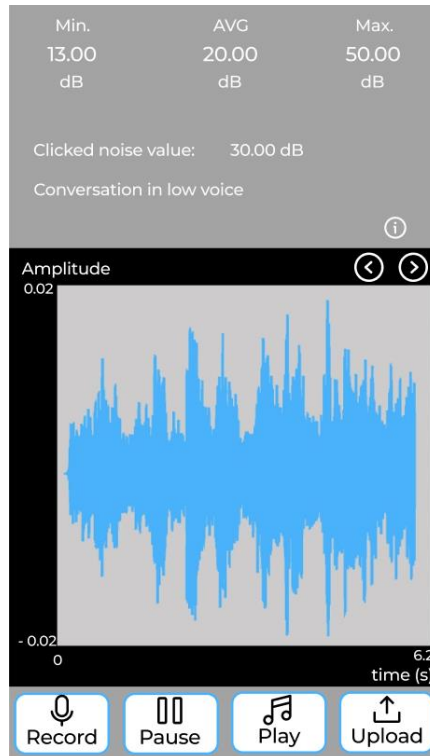 Min. AVG Max.
13.00 20.00 50.00
dB dB dB
Clicked noise value: 30.00 dB
Conversation in low voice
i
Amplitude
0.02
- 0.02
0 6.2
time (s)
Record Pause Play Upload